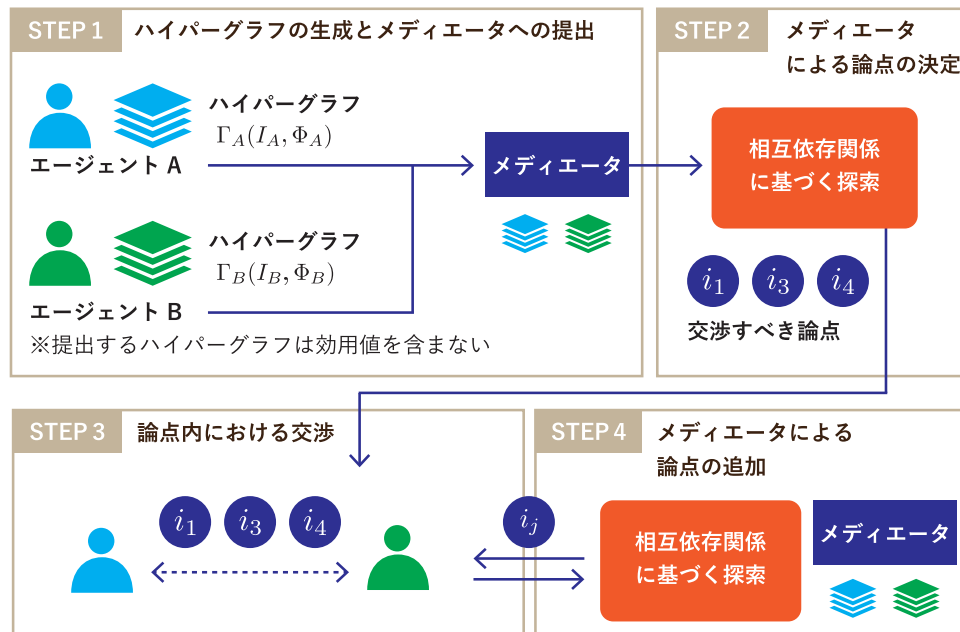 STEP 1
ハイパーグラフの生成とメディエータへの提出
ハイパーグラフ
Γ_A(I_A, Φ_A)
エージェント A
メディエータ
ハイパーグラフ
Γ_B(I_B, Φ_B)
エージェント B
※提出するハイパーグラフは効用値を含まない
STEP 2
メディエータ
による論点の決定
相互依存関係
に基づく探索
i_1
i_3
i_4
交渉すべき論点
STEP 3
論点内における交渉
i_1
i_3
i_4
STEP 4
メディエータによる
論点の追加
i_j
相互依存関係
に基づく探索
メディエータ